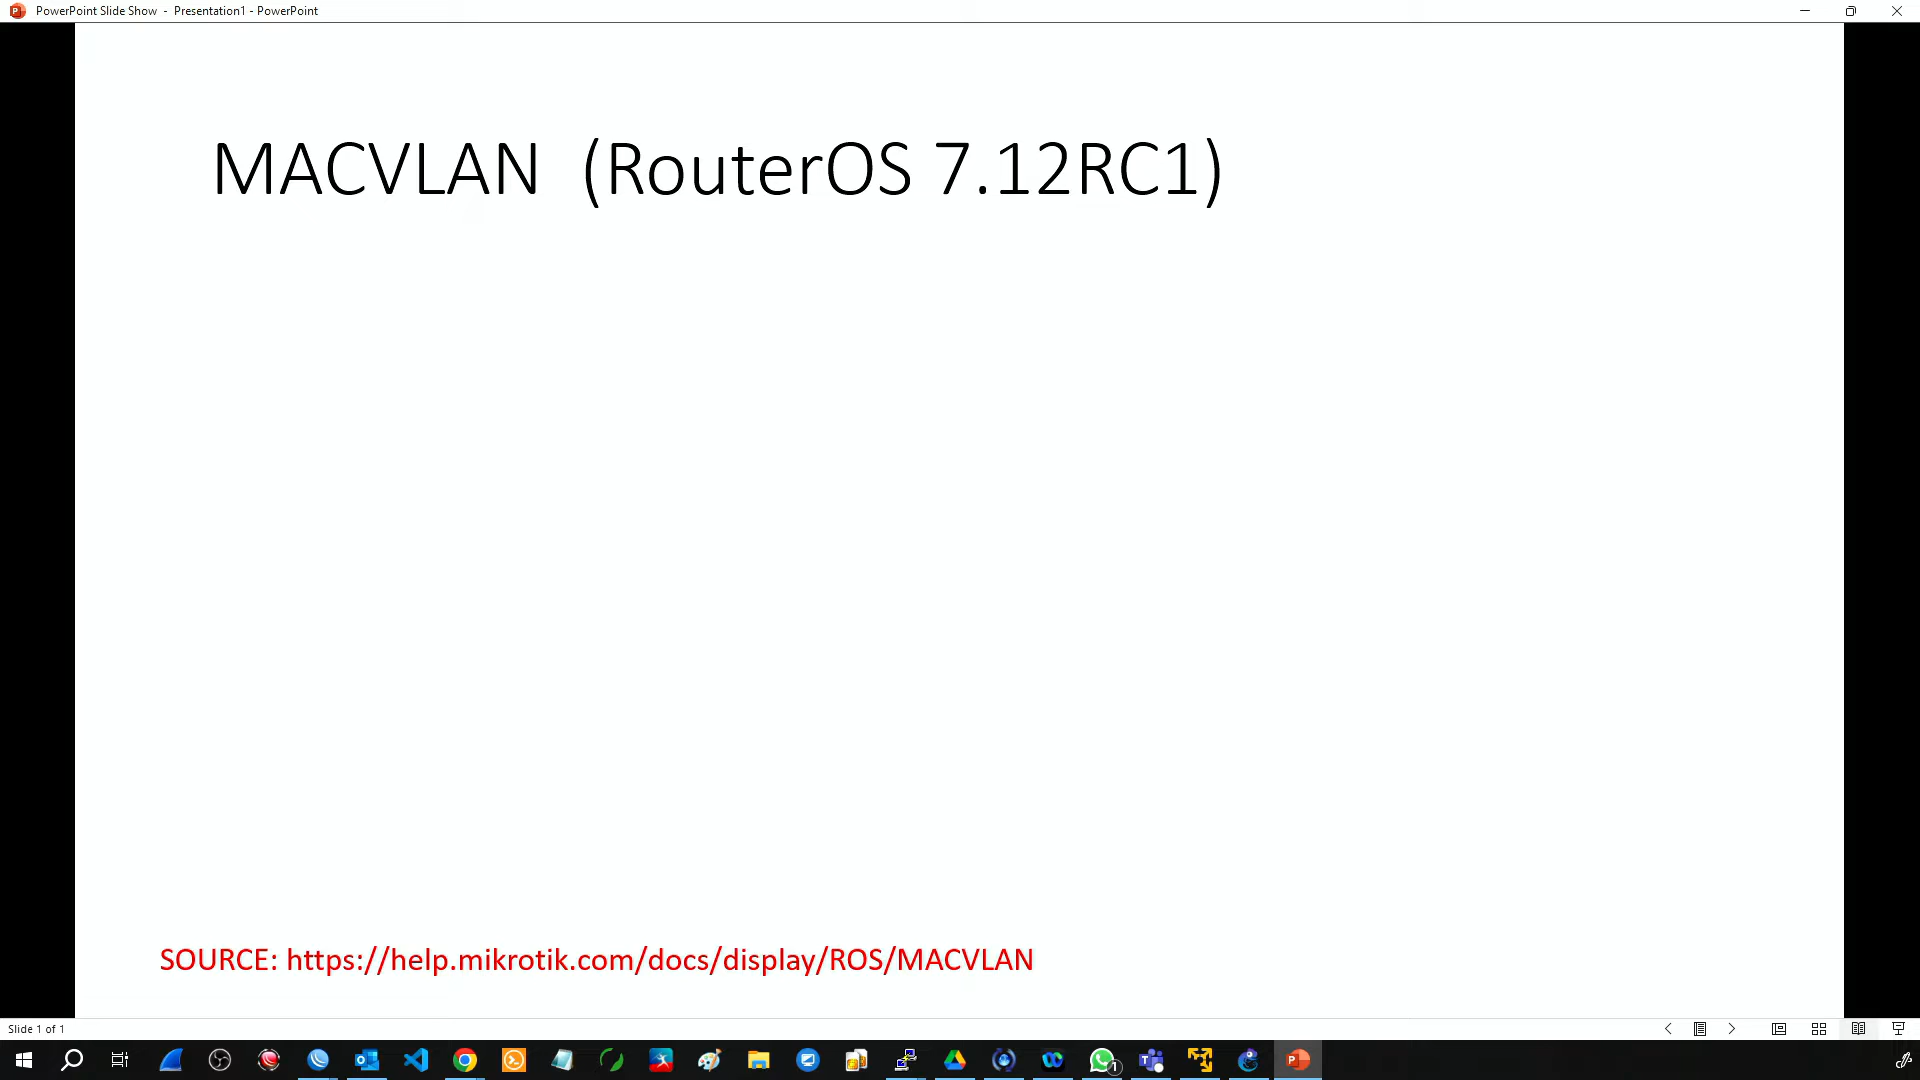 PowerPoint Slide Show - Presentation1 - PowerPoint
MACVLAN (RouterOS 7.12RC1)
SOURCE: https://help.mikrotik.com/docs/display/ROS/MACVLAN
Slide 1 of 1
1